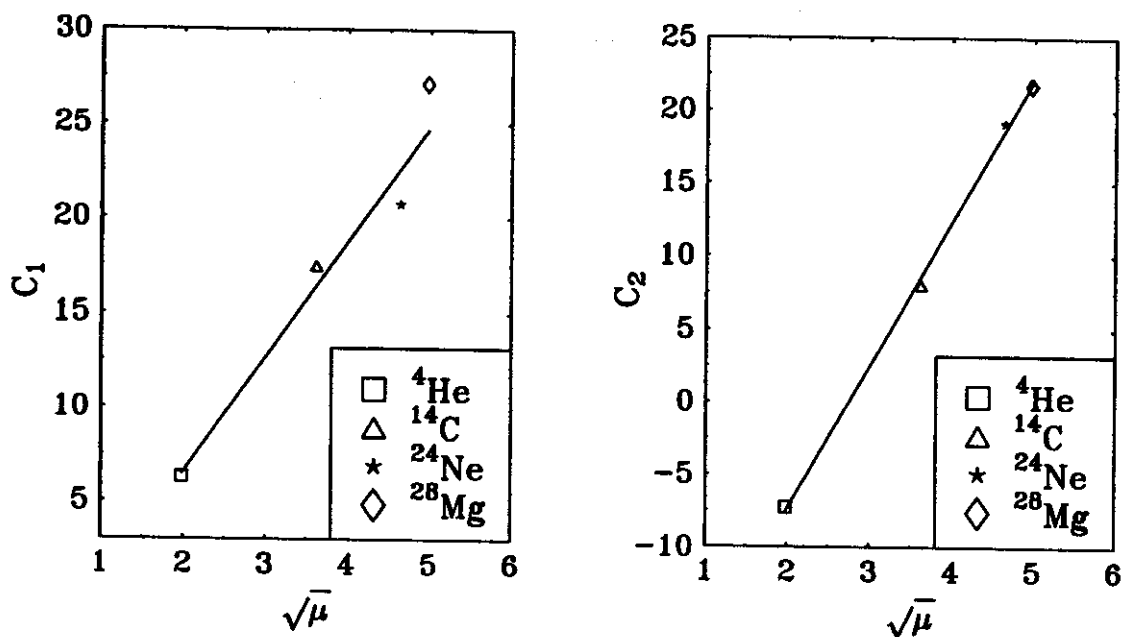 30
25
20
15
10
5
C₁
1 2 3 4 5 6
√μ̄
□ ⁴He
△ ¹⁴C
★ ²⁴Ne
◇ ²⁸Mg
25
20
15
10
5
0
−5
−10
C₂
1 2 3 4 5 6
√μ̄
□ ⁴He
△ ¹⁴C
★ ²⁴Ne
◇ ²⁸Mg